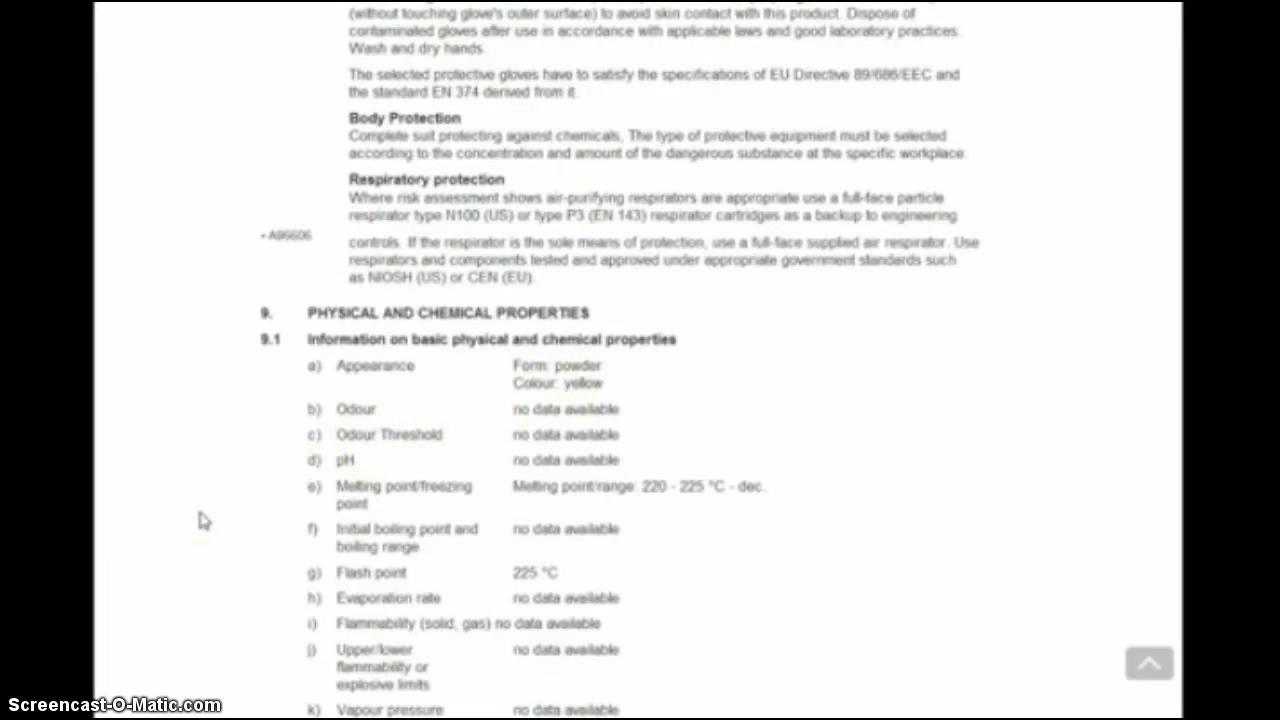 (without touching glove's outer surface) to avoid skin contact with this product. Dispose of
contaminated gloves after use in accordance with applicable laws and good laboratory practices.
Wash and dry hands.
The selected protective gloves have to satisfy the specifications of EU Directive 89/686/EEC and
the standard EN 374 derived from it.
Body Protection
Complete suit protecting against chemicals, The type of protective equipment must be selected
according to the concentration and amount of the dangerous substance at the specific workplace.
Respiratory protection
Where risk assessment shows air-purifying respirators are appropriate use a full-face particle
respirator type N100 (US) or type P3 (EN 143) respirator cartridges as a backup to engineering
- A96606
controls. If the respirator is the sole means of protection, use a full-face supplied air respirator. Use
respirators and components tested and approved under appropriate government standards such
as NIOSH (US) or CEN (EU).
9. PHYSICAL AND CHEMICAL PROPERTIES
9.1 Information on basic physical and chemical properties
a) Appearance Form: powder
Colour: yellow
b) Odour no data available
c) Odour Threshold no data available
d) pH no data available
e) Melting point/freezing Melting point/range: 220 - 225 °C - dec.
point
f) Initial boiling point and no data available
boiling range
g) Flash point 225 °C
h) Evaporation rate no data available
i) Flammability (solid, gas) no data available
j) Upper/lower no data available
flammability or
explosive limits
k) Vapour pressure no data available
Screencast-O-Matic.com